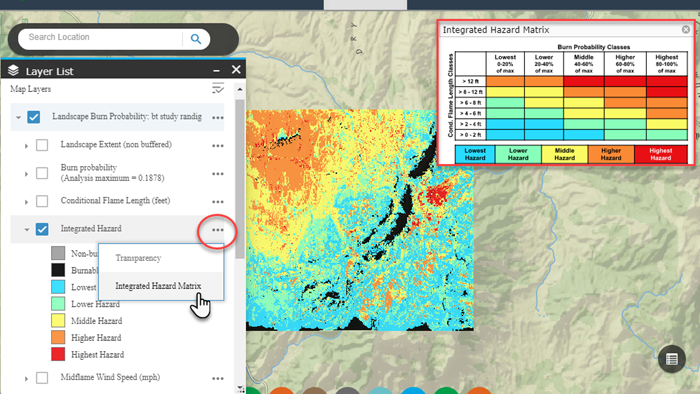 Search Location
D R Y
Layer List
Map Layers
Landscape Burn Probability: bt study randig
Landscape Extent (non buffered)
Burn probability
(Analysis maximum = 0.1878)
Conditional Flame Length (feet)
Integrated Hazard
Transparency
Integrated Hazard Matrix
Non-bu
Burnabl
Lowest
Lower Hazard
Middle Hazard
Higher Hazard
Highest Hazard
Midflame Wind Speed (mph)
Integrated Hazard Matrix
Burn Probability Classes
Lowest Lower Middle Higher Highest
0-20% 20-40% 40-60% 60-80% 80-100%
of max of max of max of max of max
Cond. Flame Length Classes
> 12 ft
> 8 - 12 ft
> 6 - 8 ft
> 4 - 6 ft
> 2 - 4 ft
> 0 - 2 ft
Lowest Lower Middle Higher Highest
Hazard Hazard Hazard Hazard Hazard